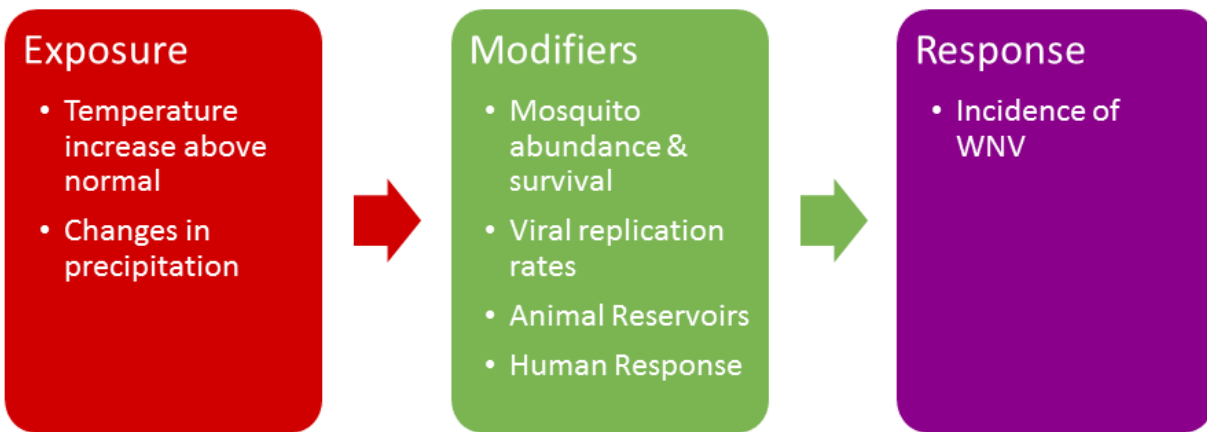 Exposure
• Temperature
increase above
normal
• Changes in
precipitation
Modifiers
• Mosquito
abundance &
survival
• Viral replication
rates
• Animal Reservoirs
• Human Response
Response
• Incidence of
WNV